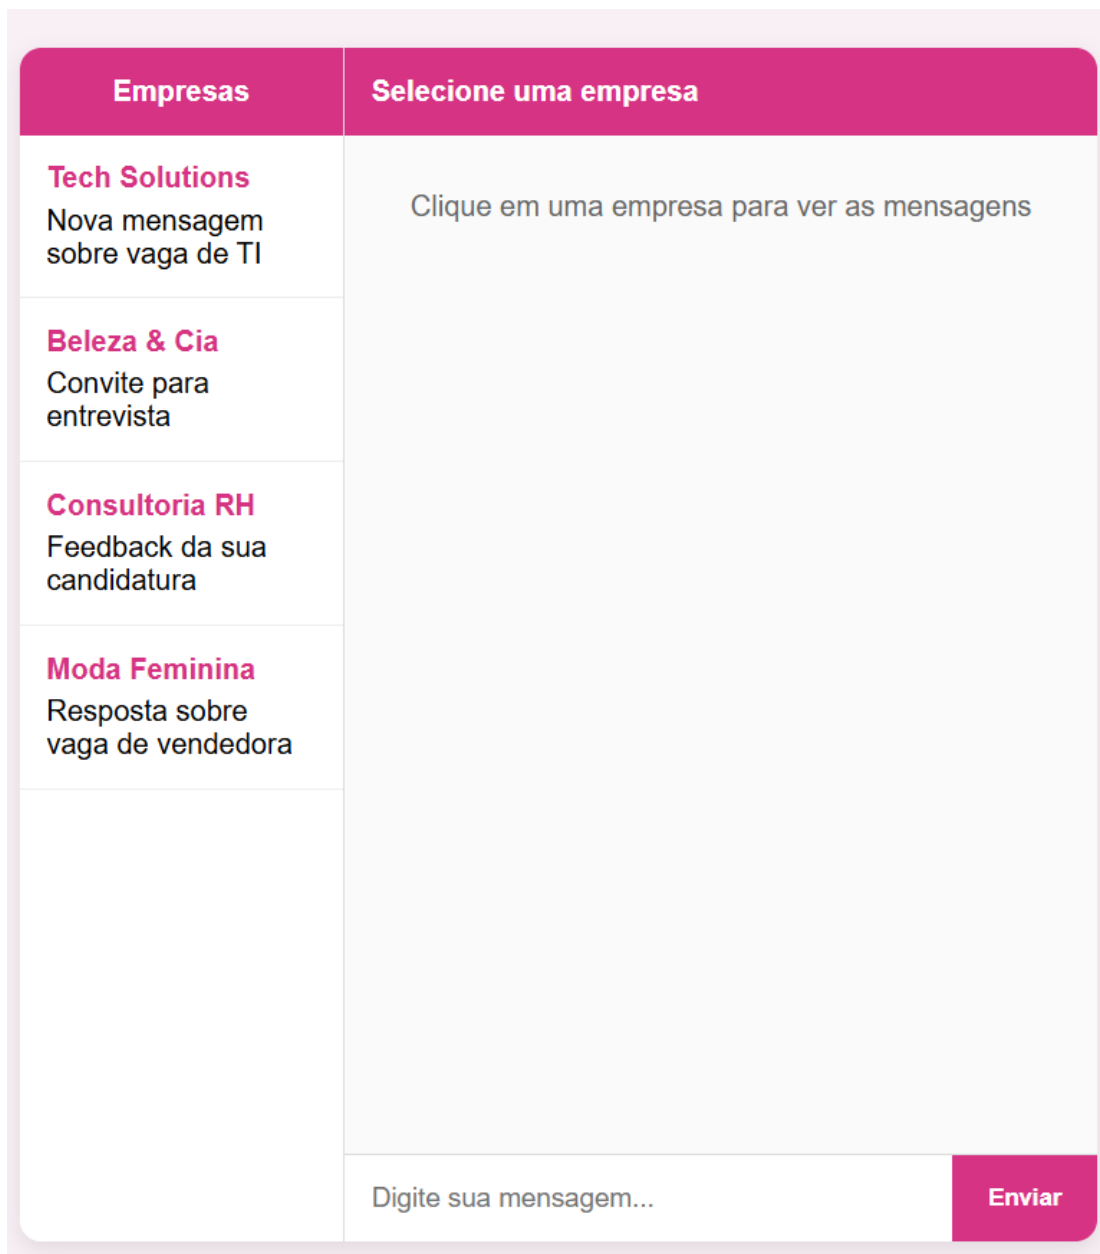 Empresas
Selecione uma empresa
Tech Solutions
Nova mensagem
sobre vaga de TI
Beleza & Cia
Convite para
entrevista
Consultoria RH
Feedback da sua
candidatura
Moda Feminina
Resposta sobre
vaga de vendedora
Clique em uma empresa para ver as mensagens
Digite sua mensagem...
Enviar